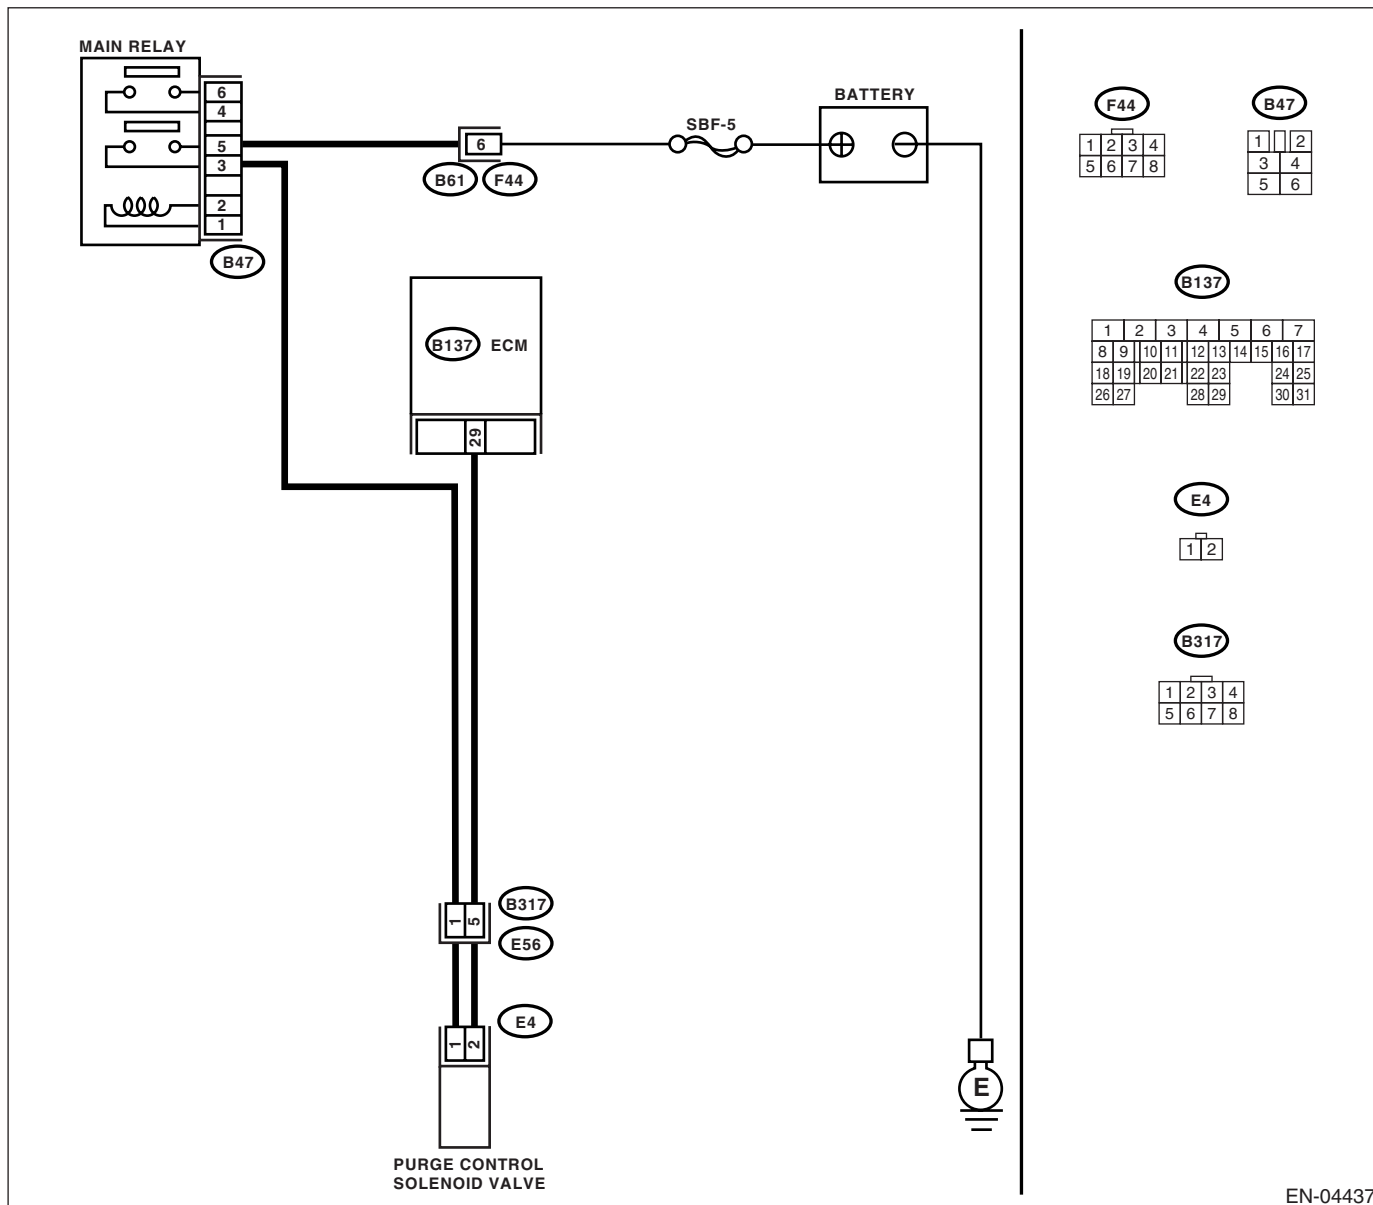 MAIN RELAY
6
4
5
3
2
1
B47
6
B61 F44
SBF-5
BATTERY
B137 ECM
29
1 5
B317
E56
E4
1 2
PURGE CONTROL
SOLENOID VALVE
E
F44
1 2 3 4
5 6 7 8
B47
1 2
3 4
5 6
B137
1 2 3 4 5 6 7
8 9 10 11 12 13 14 15 16 17
18 19 20 21 22 23 24 25
26 27 28 29 30 31
E4
1 2
B317
1 2 3 4
5 6 7 8
EN-04437